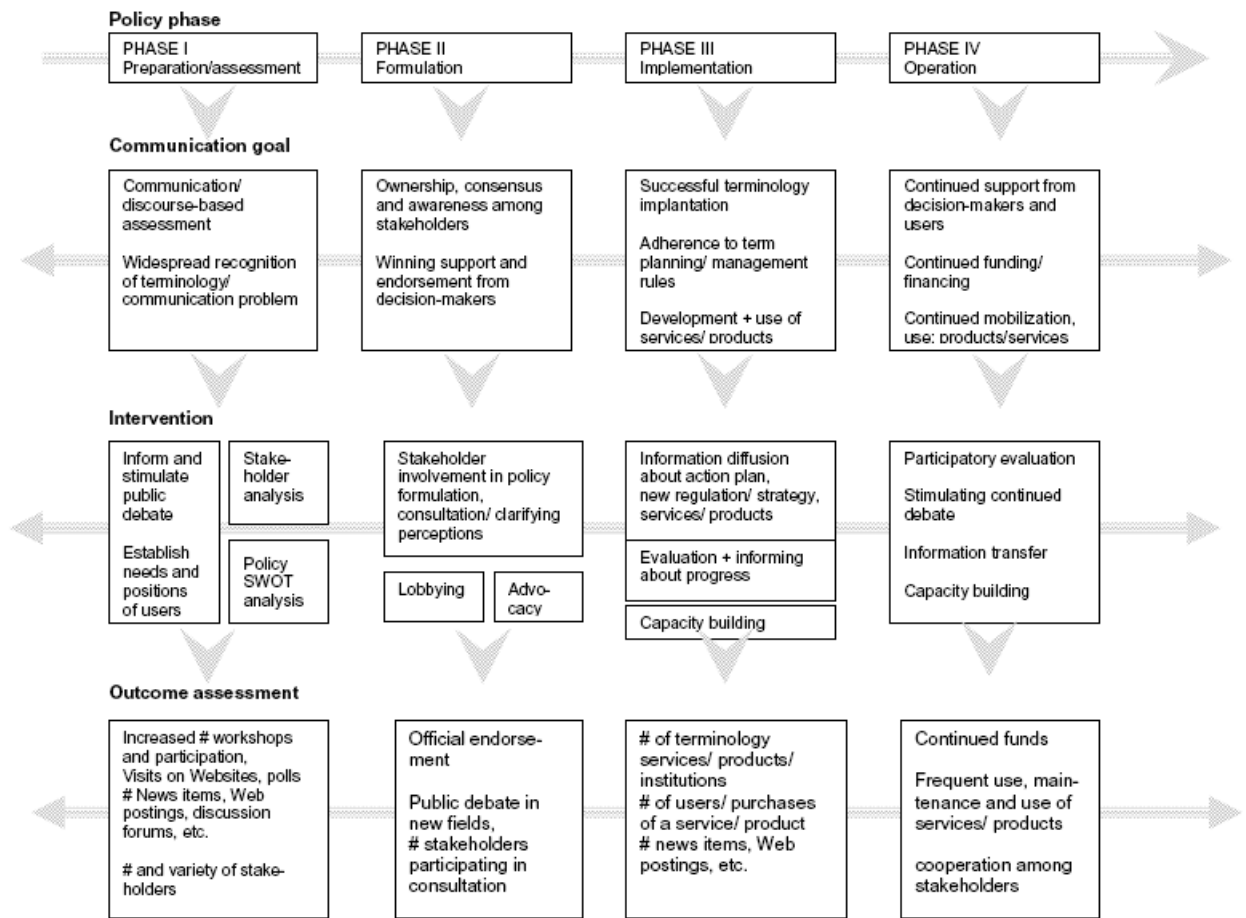 Policy phase
PHASE I
Preparation/assessment
PHASE II
Formulation
PHASE III
Implementation
PHASE IV
Operation
Communication goal
Communication/
discourse-based
assessment
Widespread recognition
of terminology/
communication problem
Ownership, consensus
and awareness among
stakeholders
Winning support and
endorsement from
decision-makers
Successful terminology
implantation
Adherence to term
planning/ management
rules
Development + use of
services/ products
Continued support from
decision-makers and
users
Continued funding/
financing
Continued mobilization,
use: products/services
Intervention
Inform and
stimulate
public
debate
Establish
needs and
positions
of users
Stake-
holder
analysis
Policy
SWOT
analysis
Stakeholder
involvement in policy
formulation,
consultation/ clarifying
perceptions
Lobbying
Advo-
cacy
Information diffusion
about action plan,
new regulation/ strategy,
services/ products
Evaluation + informing
about progress
Capacity building
Participatory evaluation
Stimulating continued
debate
Information transfer
Capacity building
Outcome assessment
Increased # workshops
and participation,
Visits on Websites, polls
# News items, Web
postings, discussion
forums, etc.
# and variety of stake-
holders
Official endorse-
ment
Public debate in
new fields,
# stakeholders
participating in
consultation
# of terminology
services/ products/
institutions
# of users/ purchases
of a service/ product
# news items, Web
postings, etc.
Continued funds
Frequent use, main-
tenance and use of
services/ products
cooperation among
stakeholders